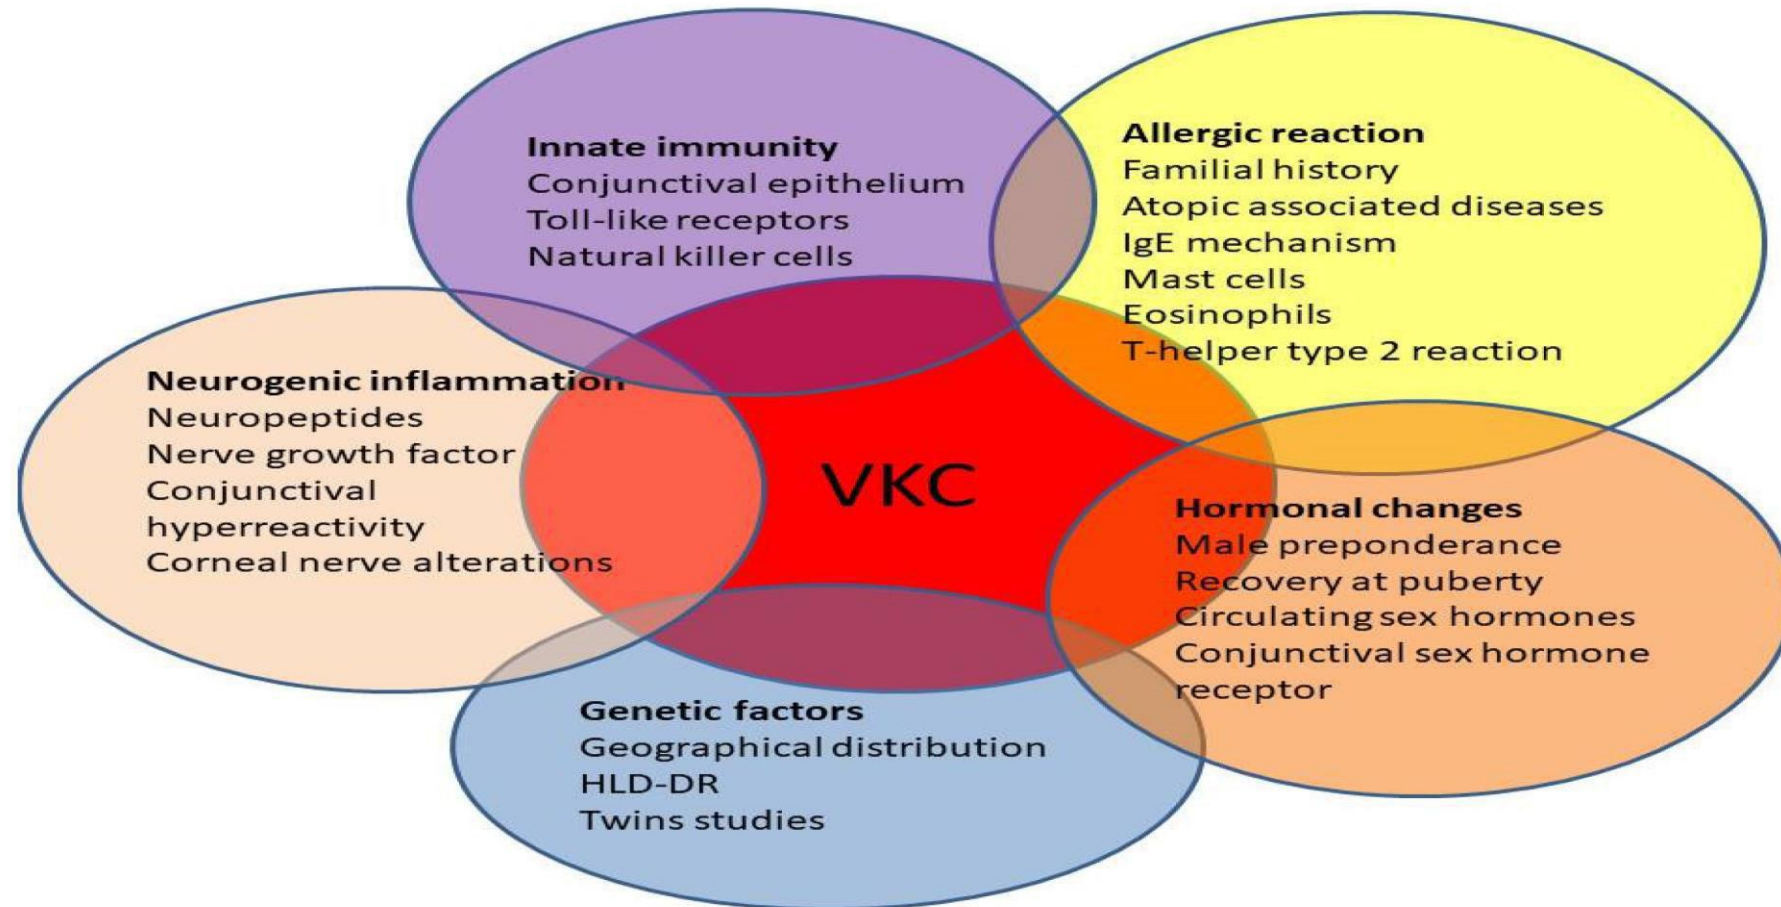 Innate immunity
Conjunctival epithelium
Toll-like receptors
Natural killer cells
Allergic reaction
Familial history
Atopic associated diseases
IgE mechanism
Mast cells
Eosinophils
T-helper type 2 reaction
Neurogenic inflammation
Neuropeptides
Nerve growth factor
Conjunctival
hyperreactivity
Corneal nerve alterations
VKC
Hormonal changes
Male preponderance
Recovery at puberty
Circulating sex hormones
Conjunctival sex hormone
receptor
Genetic factors
Geographical distribution
HLD-DR
Twins studies